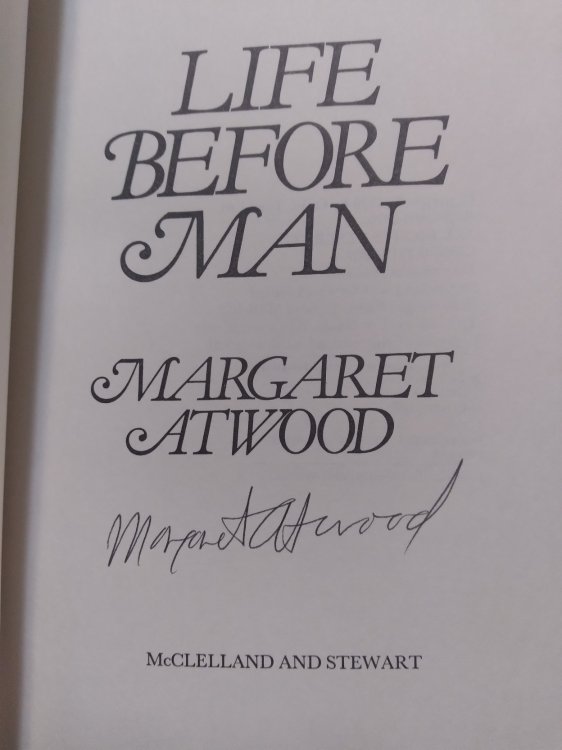 LIFE
BEFORE
MAN
MARGARET
ATWOOD
Margaret Atwood
McCLELLAND AND STEWART